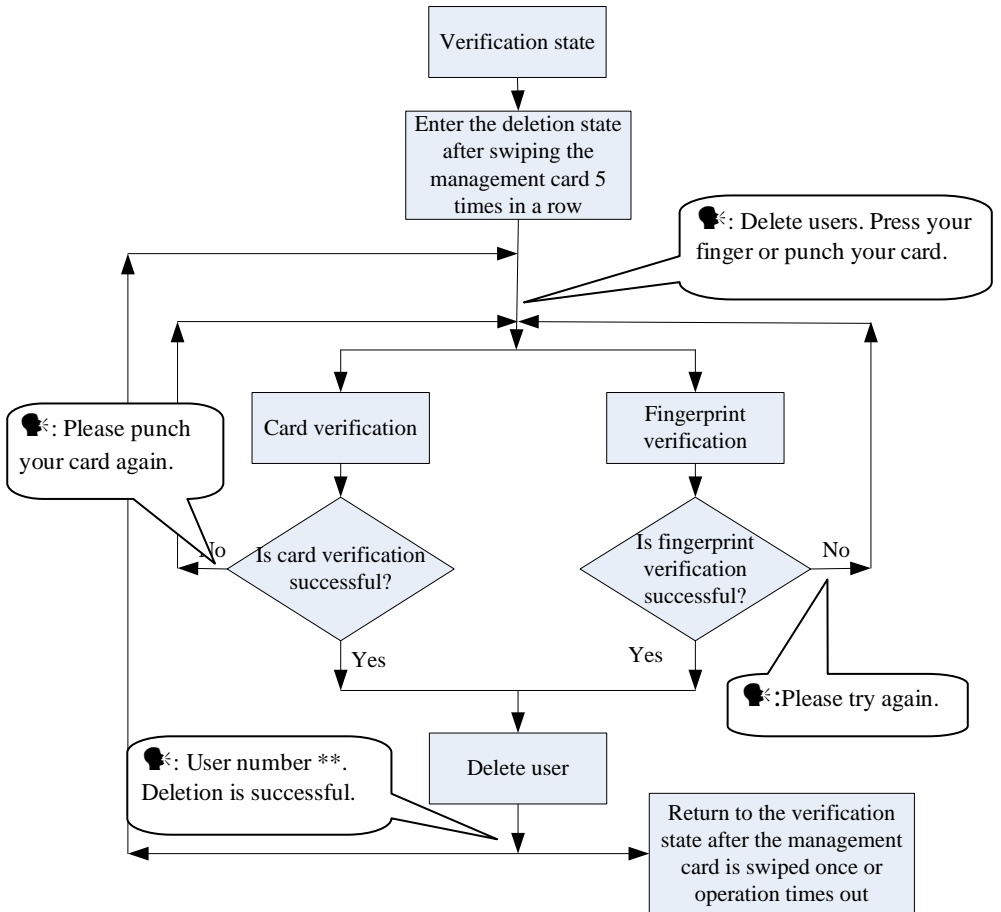 Verification state
Enter the deletion state
after swiping the
management card 5
times in a row
: Delete users. Press your
finger or punch your card.
Card verification
Fingerprint
verification
: Please punch
your card again.
No
Is card verification
successful?
Is fingerprint
verification
successful?
No
Yes
Yes
:Please try again.
: User number **.
Deletion is successful.
Delete user
Return to the verification
state after the management
card is swiped once or
operation times out